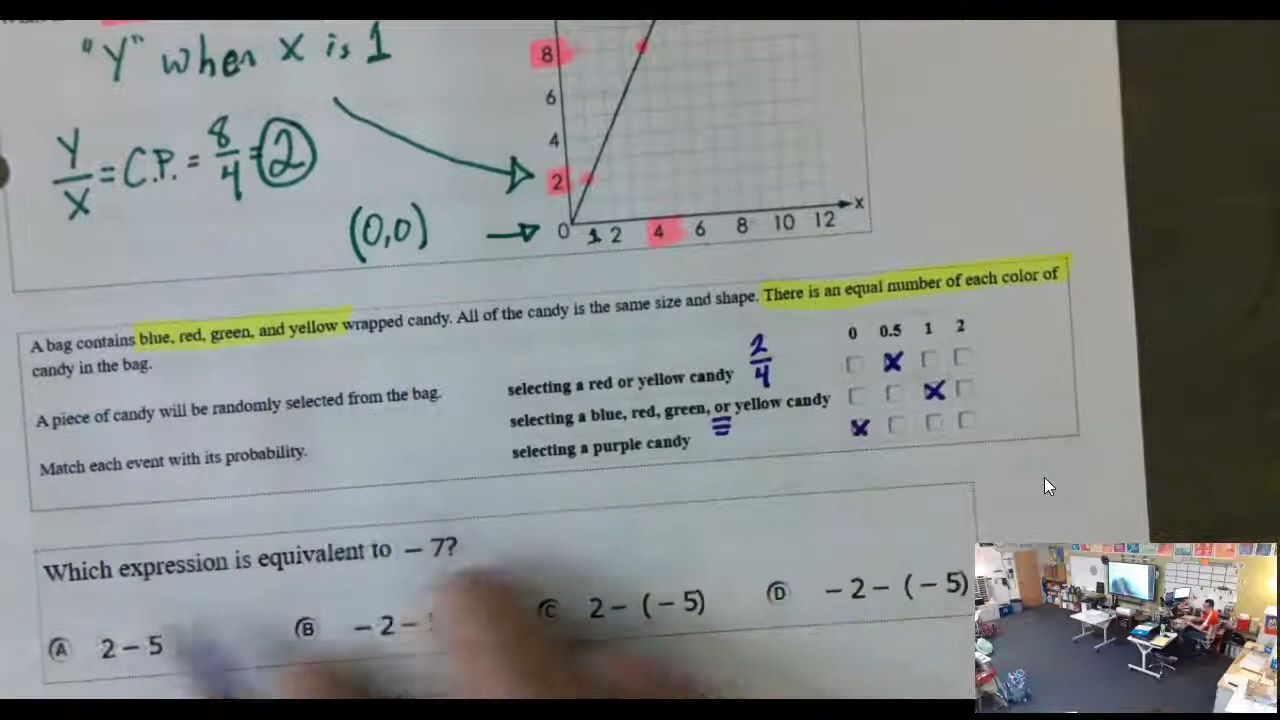 "Y" when X is 1
Y/X = C.P. = 8/4 = 2
(0,0)
8
6
4
2
0 1 2 4 6 8 10 12 x
A bag contains blue, red, green, and yellow wrapped candy. All of the candy is the same size and shape. There is an equal number of each color of
candy in the bag.
0 0.5 1 2
A piece of candy will be randomly selected from the bag.
selecting a red or yellow candy 2/4
selecting a blue, red, green, or yellow candy
Match each event with its probability.
selecting a purple candy
Which expression is equivalent to – 7?
A 2 – 5
B – 2 –
C 2 – (– 5)
D – 2 – (– 5)